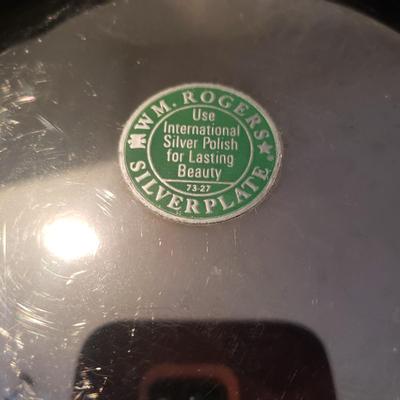 WM. ROGERS
Use
International
Silver Polish
for Lasting
Beauty
73-27
SILVERPLATE